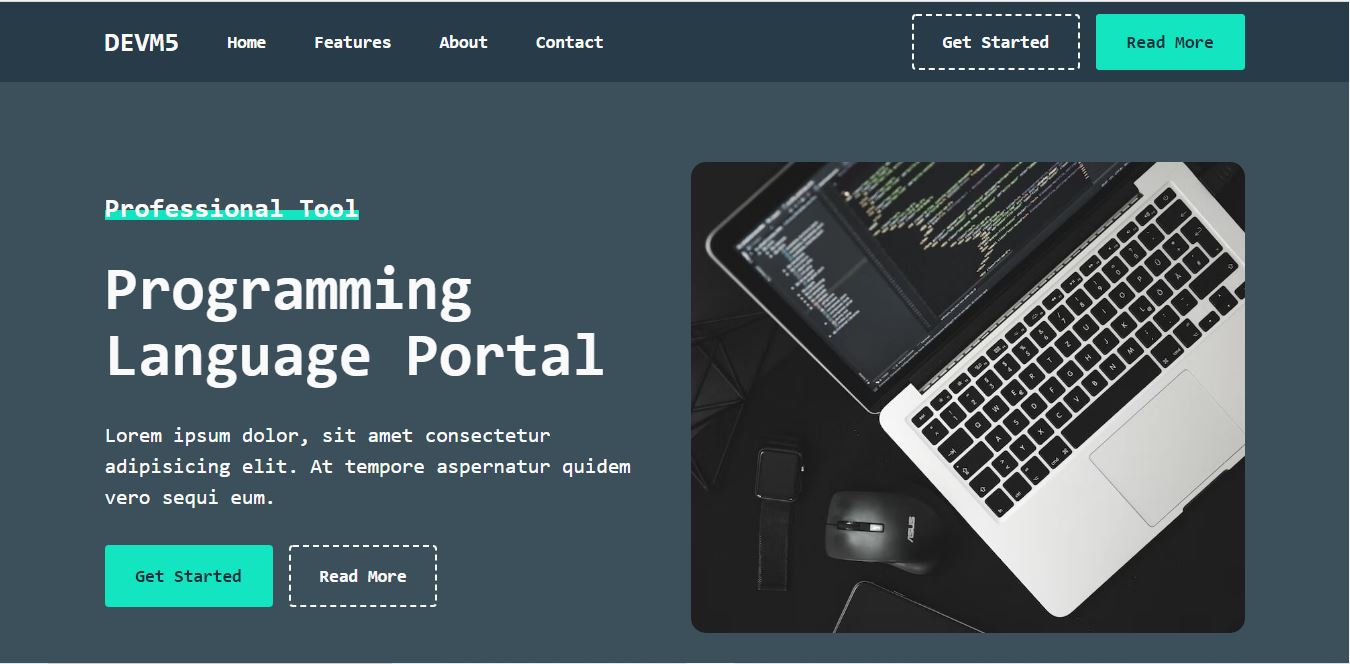 DEVM5 Home Features About Contact Get Started Read More
Professional Tool
Programming
Language Portal
Lorem ipsum dolor, sit amet consectetur
adipisicing elit. At tempore aspernatur quidem
vero sequi eum.
Get Started Read More
ASUS